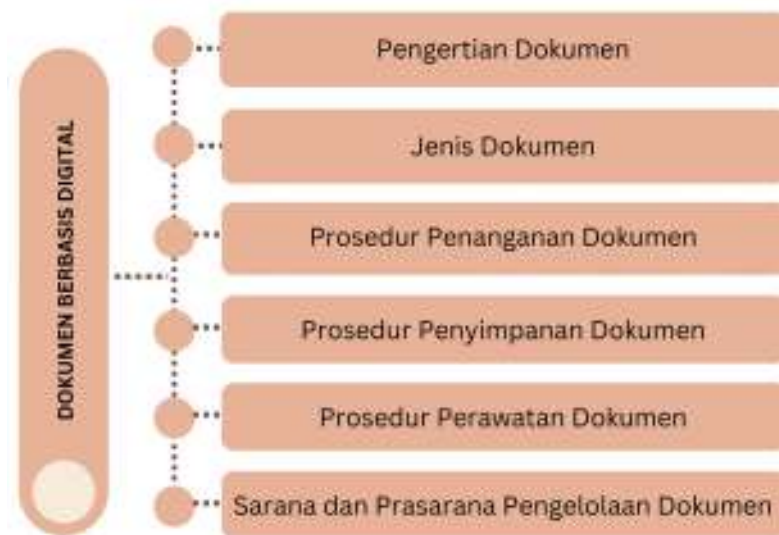 DOKUMEN BERBASIS DIGITAL
Pengertian Dokumen
Jenis Dokumen
Prosedur Penanganan Dokumen
Prosedur Penyimpanan Dokumen
Prosedur Perawatan Dokumen
Sarana dan Prasarana Pengelolaan Dokumen